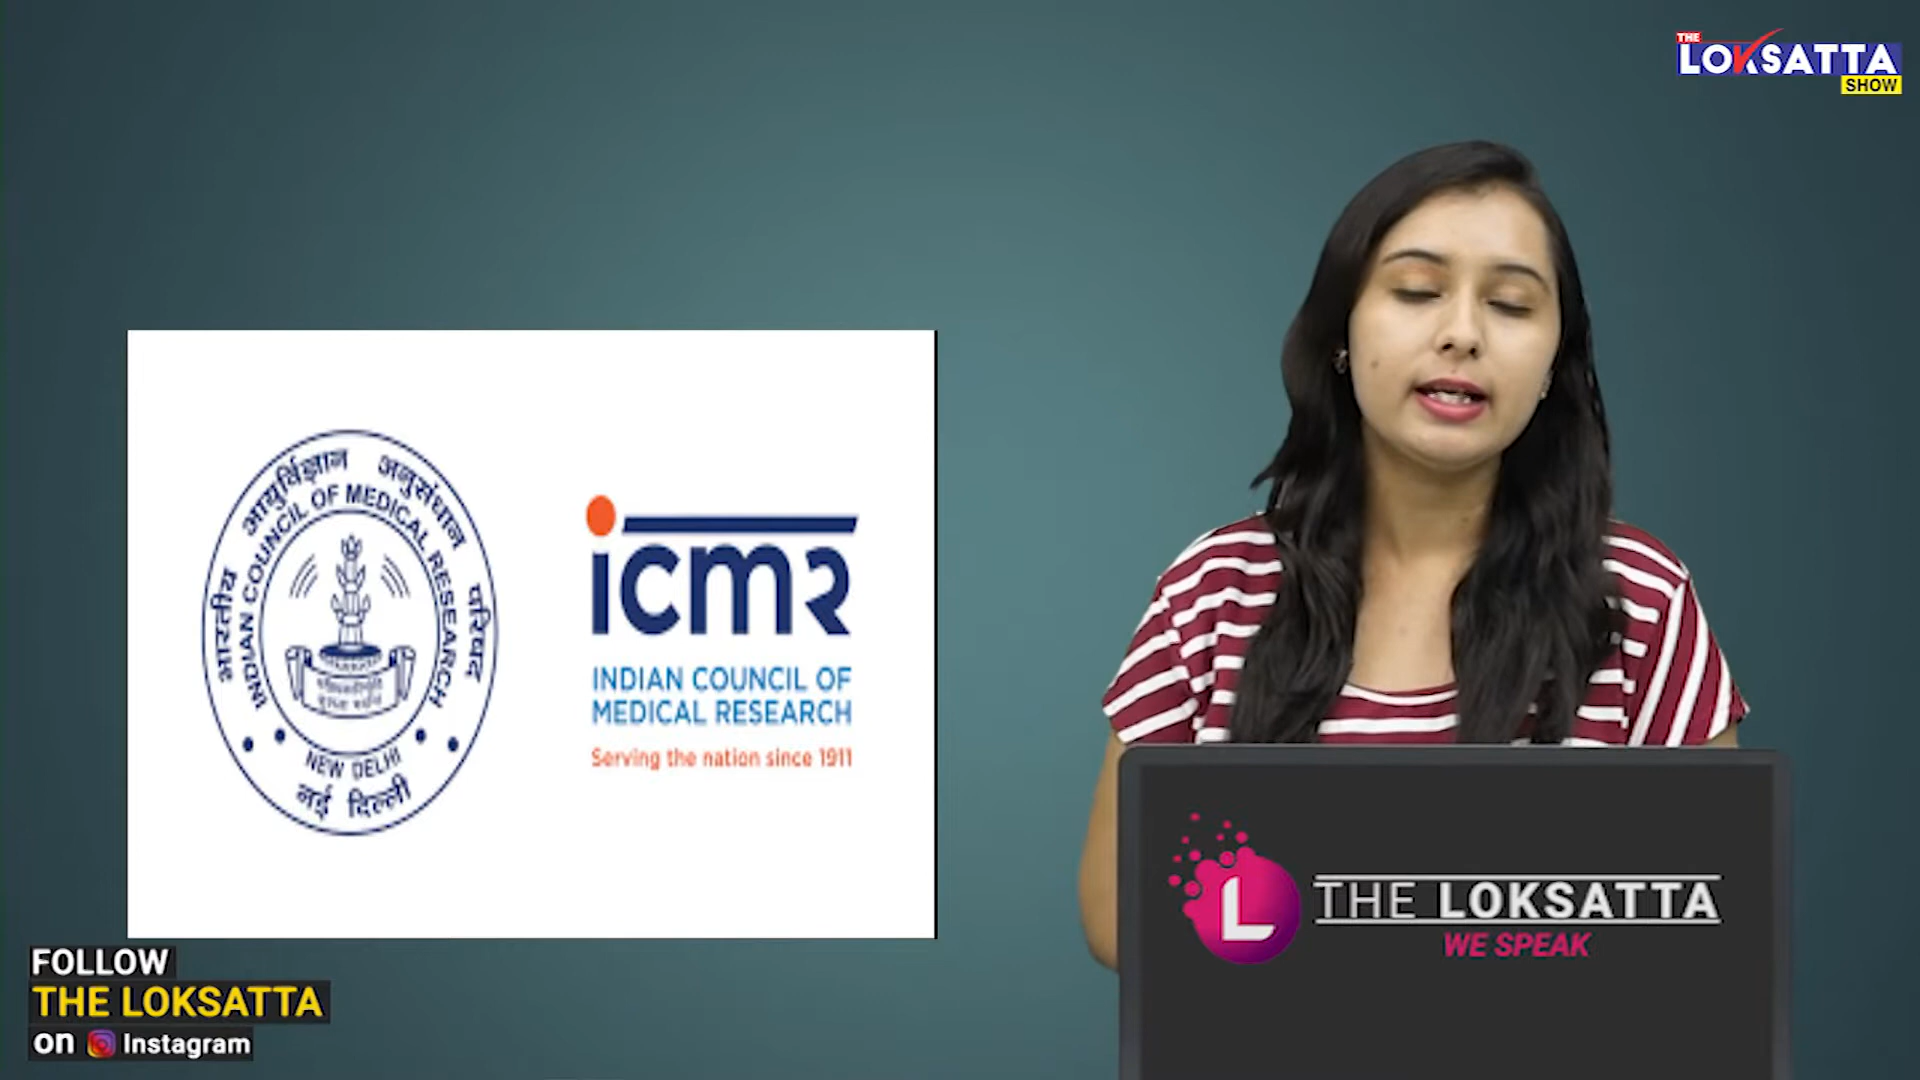 THE
LOKSATTA
SHOW
भारतीय आयुर्विज्ञान अनुसंधान परिषद
INDIAN COUNCIL OF MEDICAL RESEARCH
NEW DELHI
नई दिल्ली
icmr
INDIAN COUNCIL OF
MEDICAL RESEARCH
Serving the nation since 1911
L
THE LOKSATTA
WE SPEAK
FOLLOW
THE LOKSATTA
on Instagram